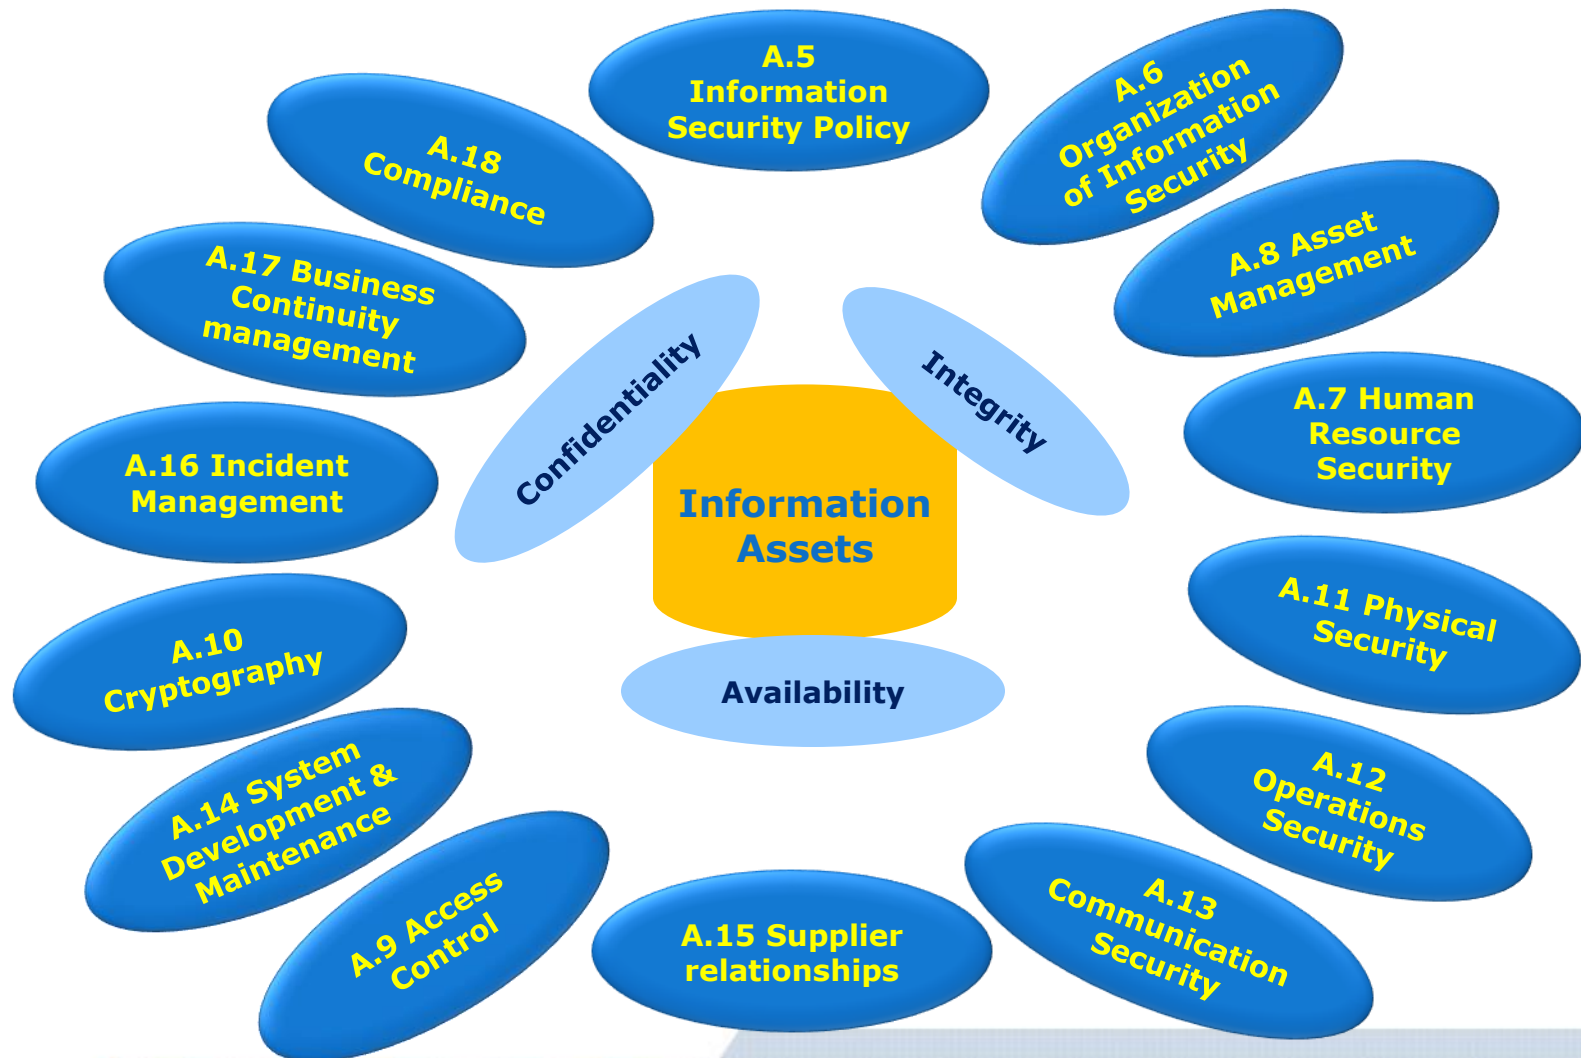 A.5
Information
Security Policy
A.6
Organization
of Information
Security
A.8 Asset
Management
A.7 Human
Resource
Security
A.11 Physical
Security
A.12
Operations
Security
A.13
Communication
Security
A.15 Supplier
relationships
A.9 Access
Control
A.14 System
Development &
Maintenance
A.10
Cryptography
A.16 Incident
Management
A.17 Business
Continuity
management
A.18
Compliance
Confidentiality
Integrity
Information
Assets
Availability